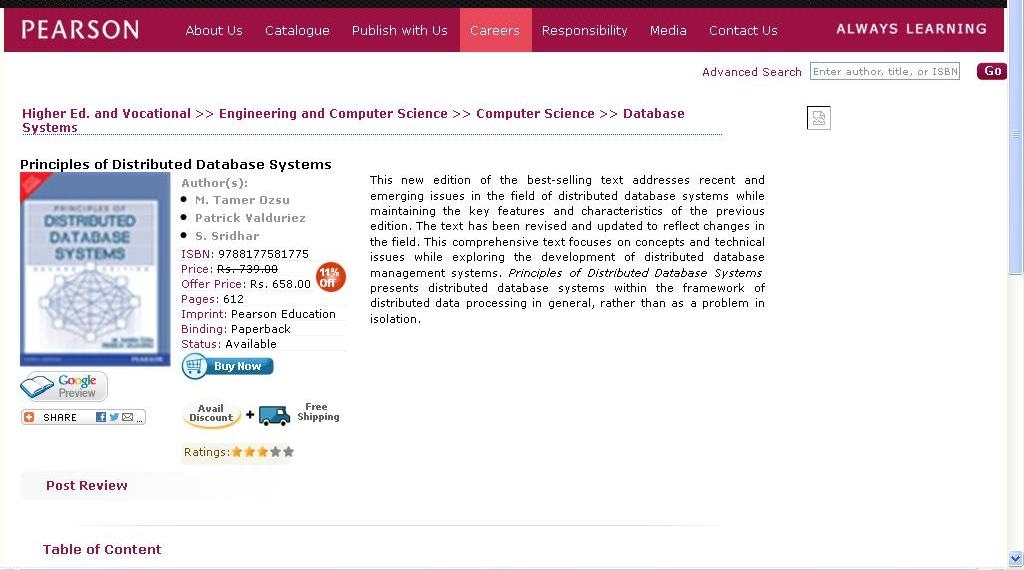 PEARSON About Us Catalogue Publish with Us Careers Responsibility Media Contact Us ALWAYS LEARNING
Advanced Search Enter author, title, or ISBN Go
Higher Ed. and Vocational >> Engineering and Computer Science >> Computer Science >> Database
Systems
Principles of Distributed Database Systems
PRINCIPLES OF
DISTRIBUTED
DATABASE
SYSTEMS
SECOND EDITION
PEARSON
Google
Preview
SHARE
Author(s):
M. Tamer Ozsu
Patrick Valduriez
S. Sridhar
ISBN: 9788177581775
Price: Rs. 739.00
Offer Price: Rs. 658.00
11%
Off
Pages: 612
Imprint: Pearson Education
Binding: Paperback
Status: Available
Buy Now
Avail
Discount + Free
Shipping
Ratings:
This new edition of the best-selling text addresses recent and
emerging issues in the field of distributed database systems while
maintaining the key features and characteristics of the previous
edition. The text has been revised and updated to reflect changes in
the field. This comprehensive text focuses on concepts and technical
issues while exploring the development of distributed database
management systems. Principles of Distributed Database Systems
presents distributed database systems within the framework of
distributed data processing in general, rather than as a problem in
isolation.
Post Review
Table of Content